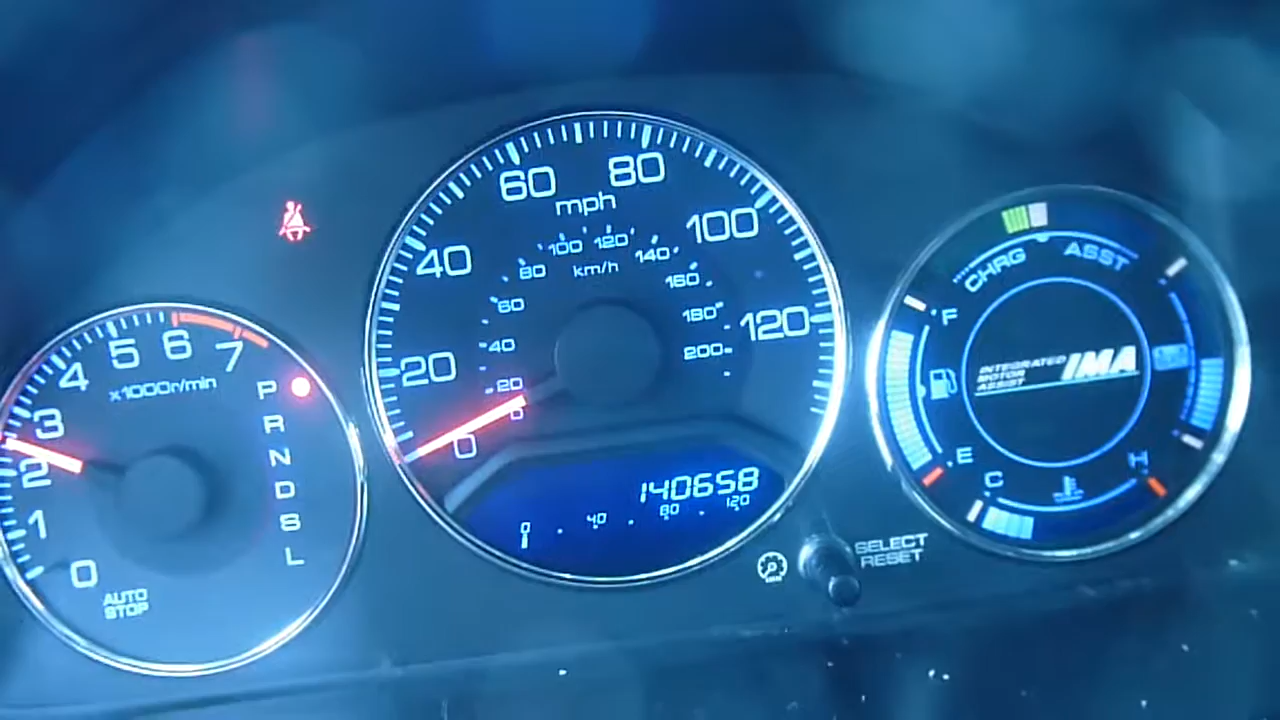 0
1
2
3
4
5
6
7
x1000r/min
AUTO
STOP
P
R
N
D
S
L
0
20
40
60
80
100
120
mph
0
20
40
60
80
100
120
140
160
180
200
km/h
140658
0 40 80 120
SELECT
RESET
CHRG ASST
F
E
C
H
INTEGRATED
MOTOR
ASSIST
IMA